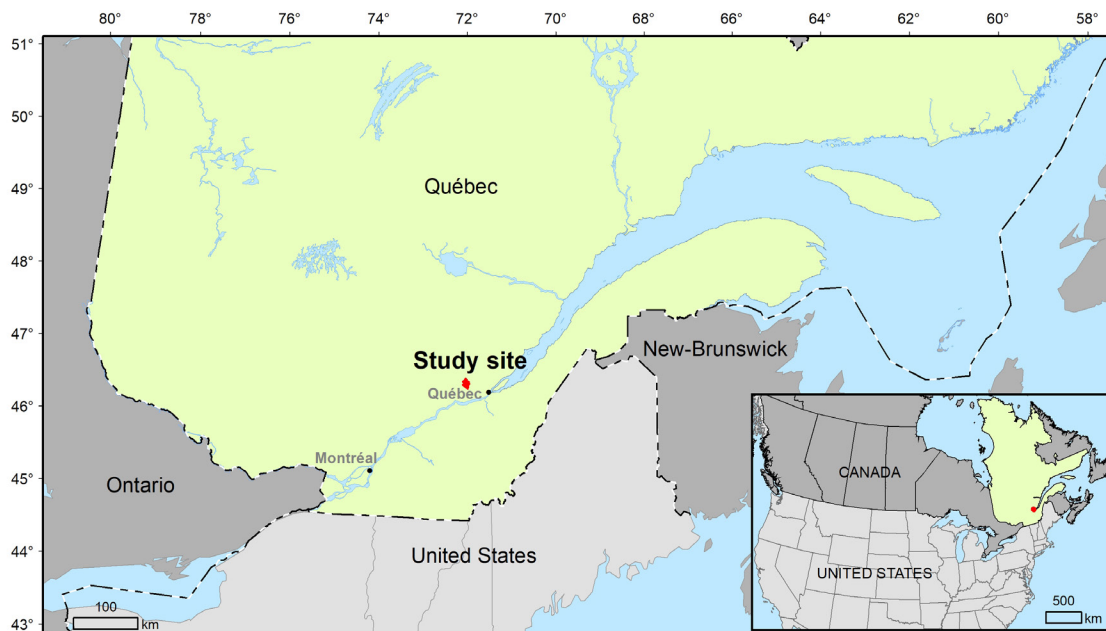 80° 78° 76° 74° 72° 70° 68° 66° 64° 62° 60° 58°
51°
50°
49°
48°
47°
46°
45°
44°
43°
Québec
Study site
Québec
Montréal
New-Brunswick
Ontario
United States
100
km
CANADA
UNITED STATES
500
km